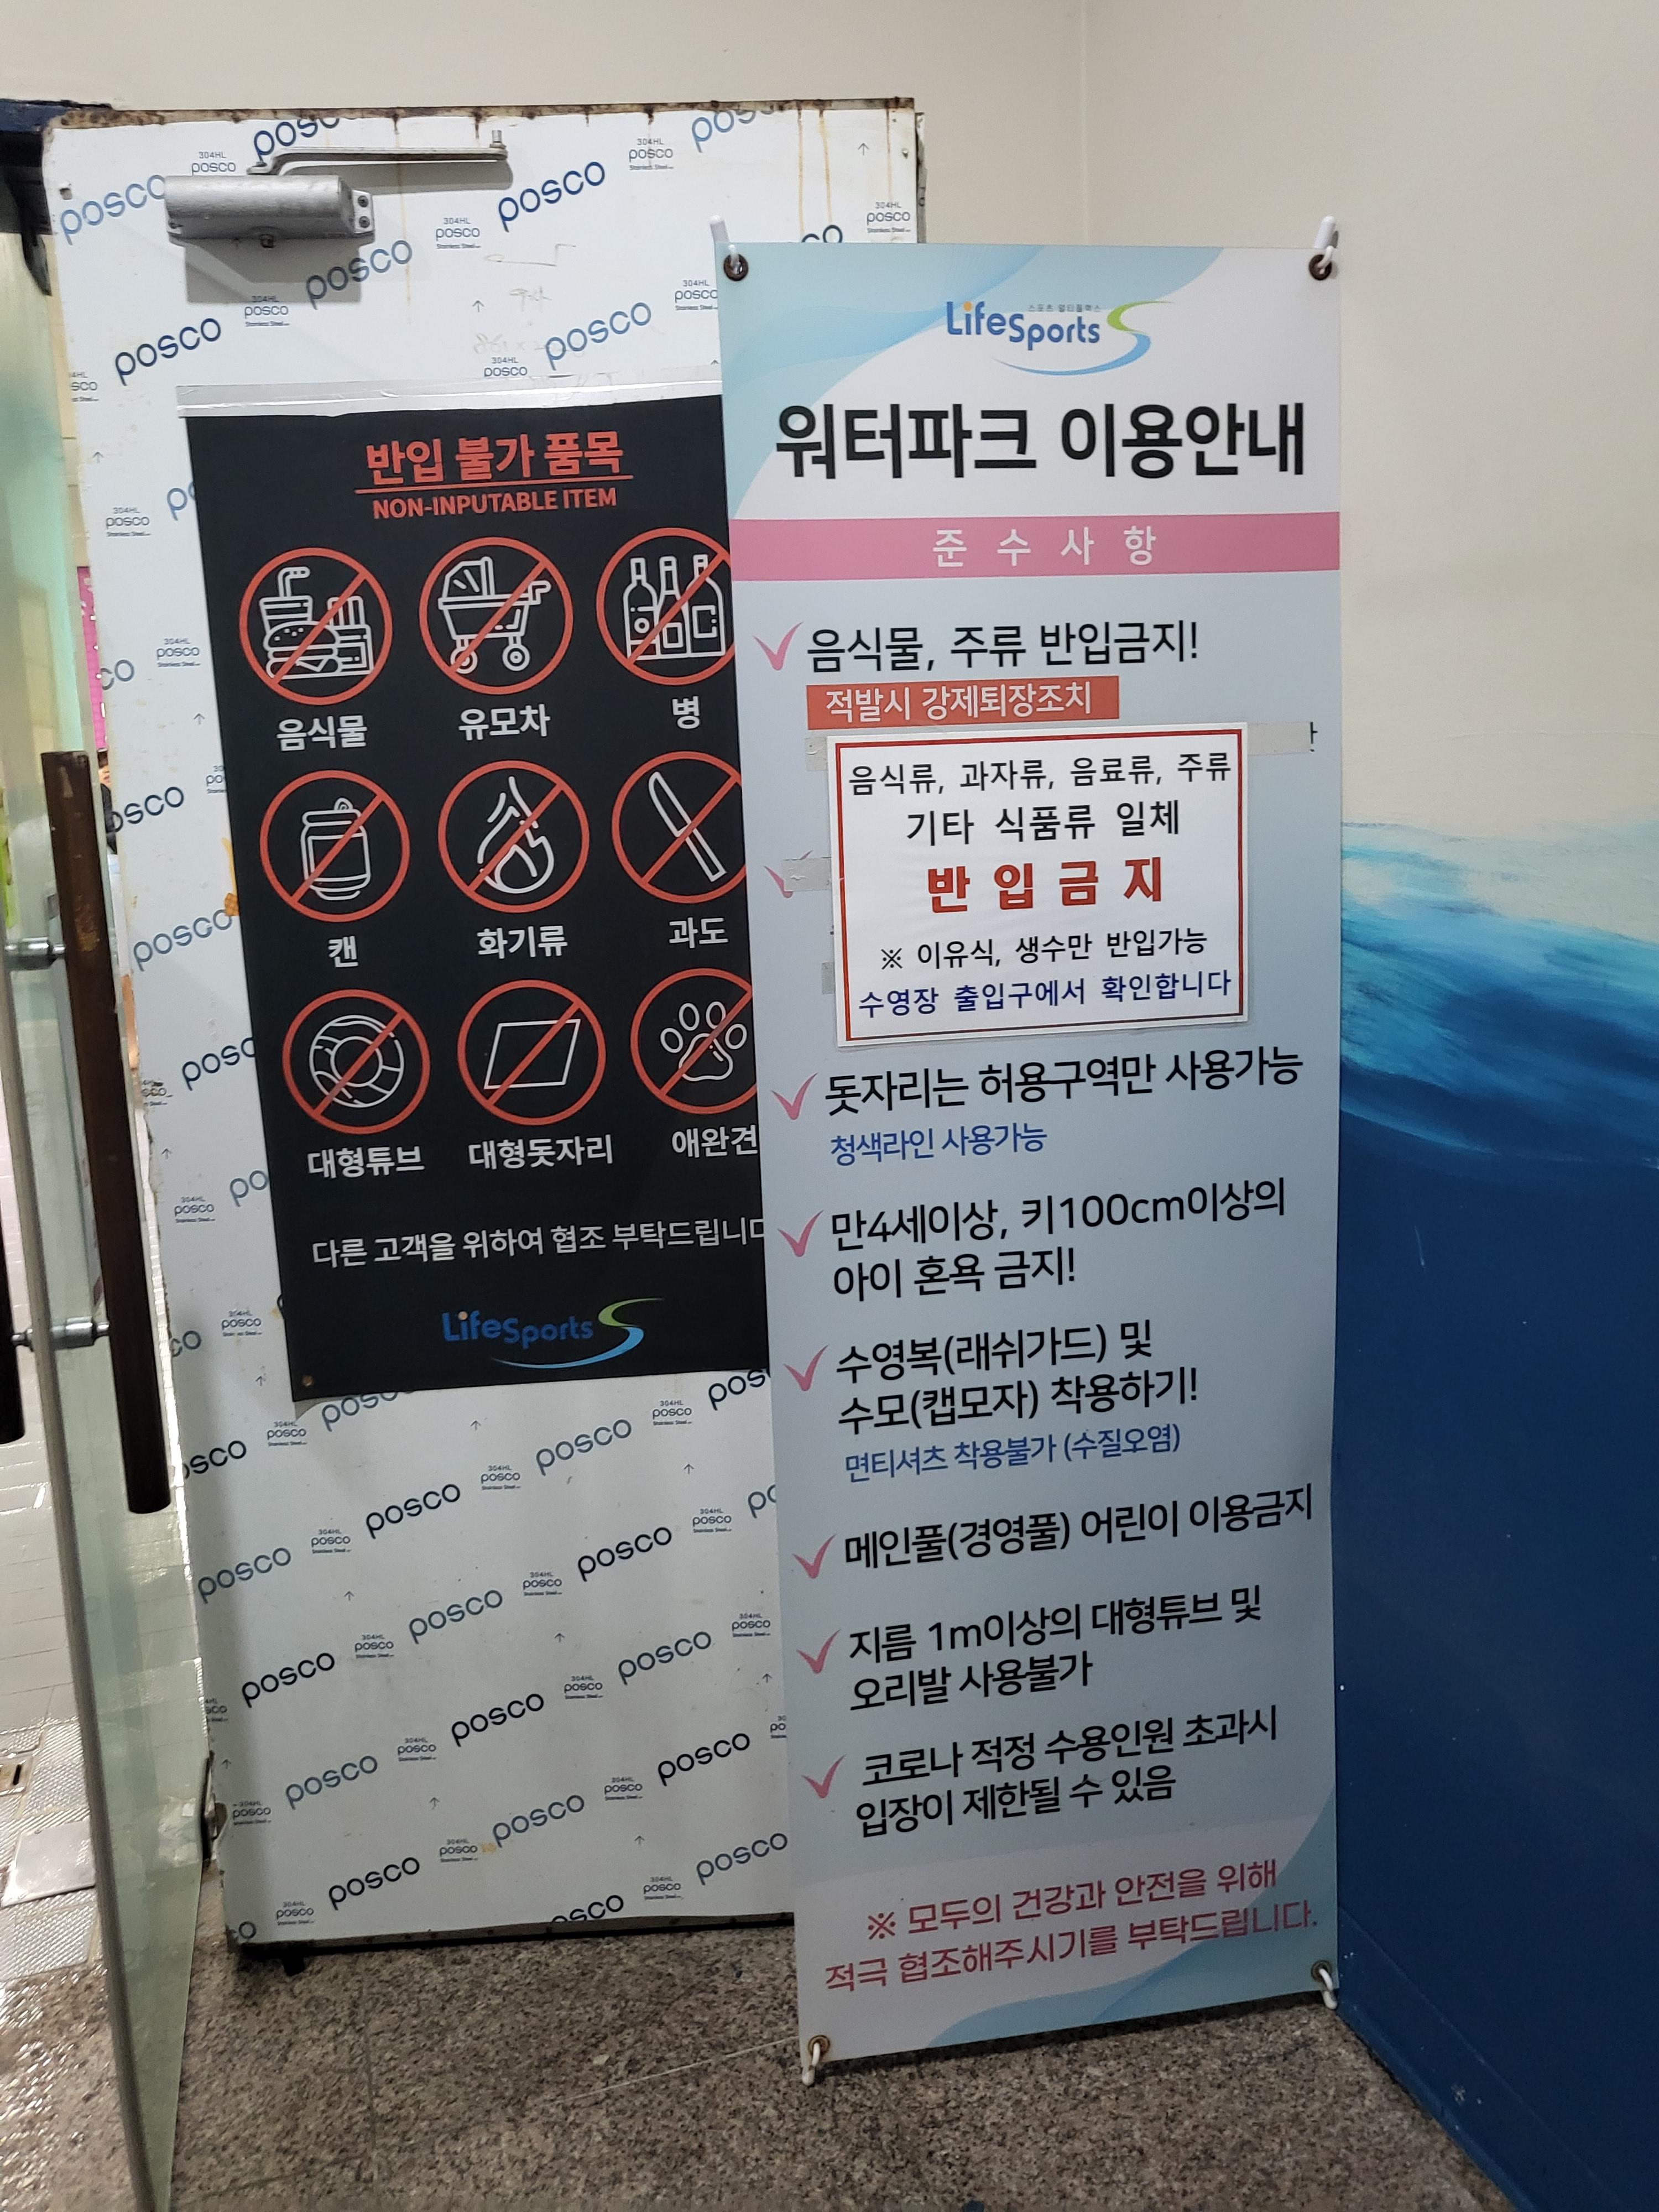 반입 불가 품목
NON-INPUTABLE ITEM
음식물
유모차
병
캔
화기류
과도
대형튜브
대형돗자리
애완견
다른 고객을 위하여 협조 부탁드립니다
LifeSports
스포츠 멀티플렉스
LifeSports
워터파크 이용안내
준수사항
음식물, 주류 반입금지!
적발시 강제퇴장조치
음식류, 과자류, 음료류, 주류
기타 식품류 일체
반입금지
※ 이유식, 생수만 반입가능
수영장 출입구에서 확인합니다
돗자리는 허용구역만 사용가능
청색라인 사용가능
만4세이상, 키100cm이상의
아이 혼욕 금지!
수영복(래쉬가드) 및
수모(캡모자) 착용하기!
면티셔츠 착용불가 (수질오염)
메인풀(경영풀) 어린이 이용금지
지름 1m이상의 대형튜브 및
오리발 사용불가
코로나 적정 수용인원 초과시
입장이 제한될 수 있음
※ 모두의 건강과 안전을 위해
적극 협조해주시기를 부탁드립니다.
posco
304HL
posco
Stainless Steel